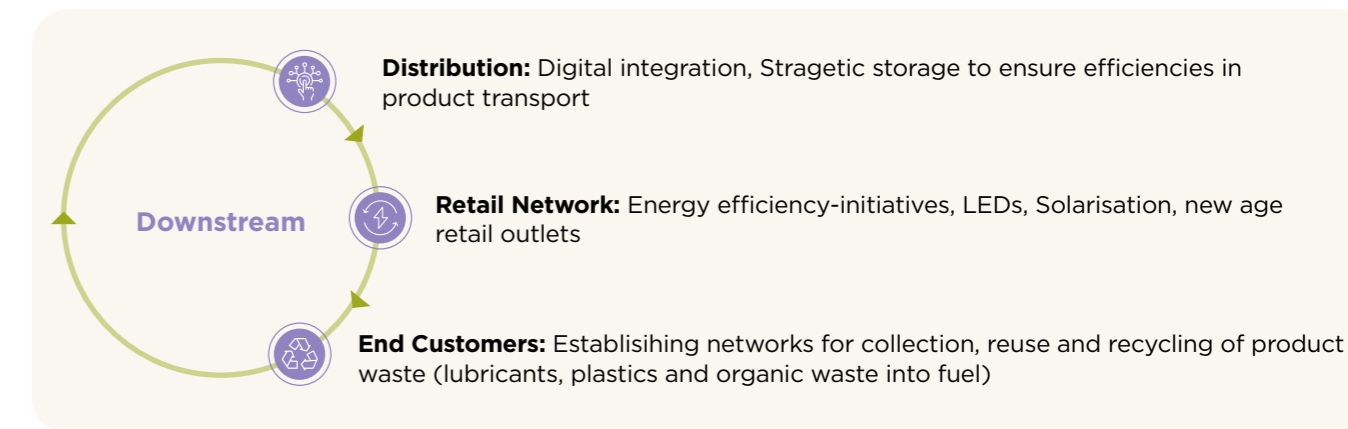 Distribution: Digital integration, Stragetic storage to ensure efficiencies in
product transport
Downstream
Retail Network: Energy efficiency-initiatives, LEDs, Solarisation, new age
retail outlets
End Customers: Establisihing networks for collection, reuse and recycling of product
waste (lubricants, plastics and organic waste into fuel)